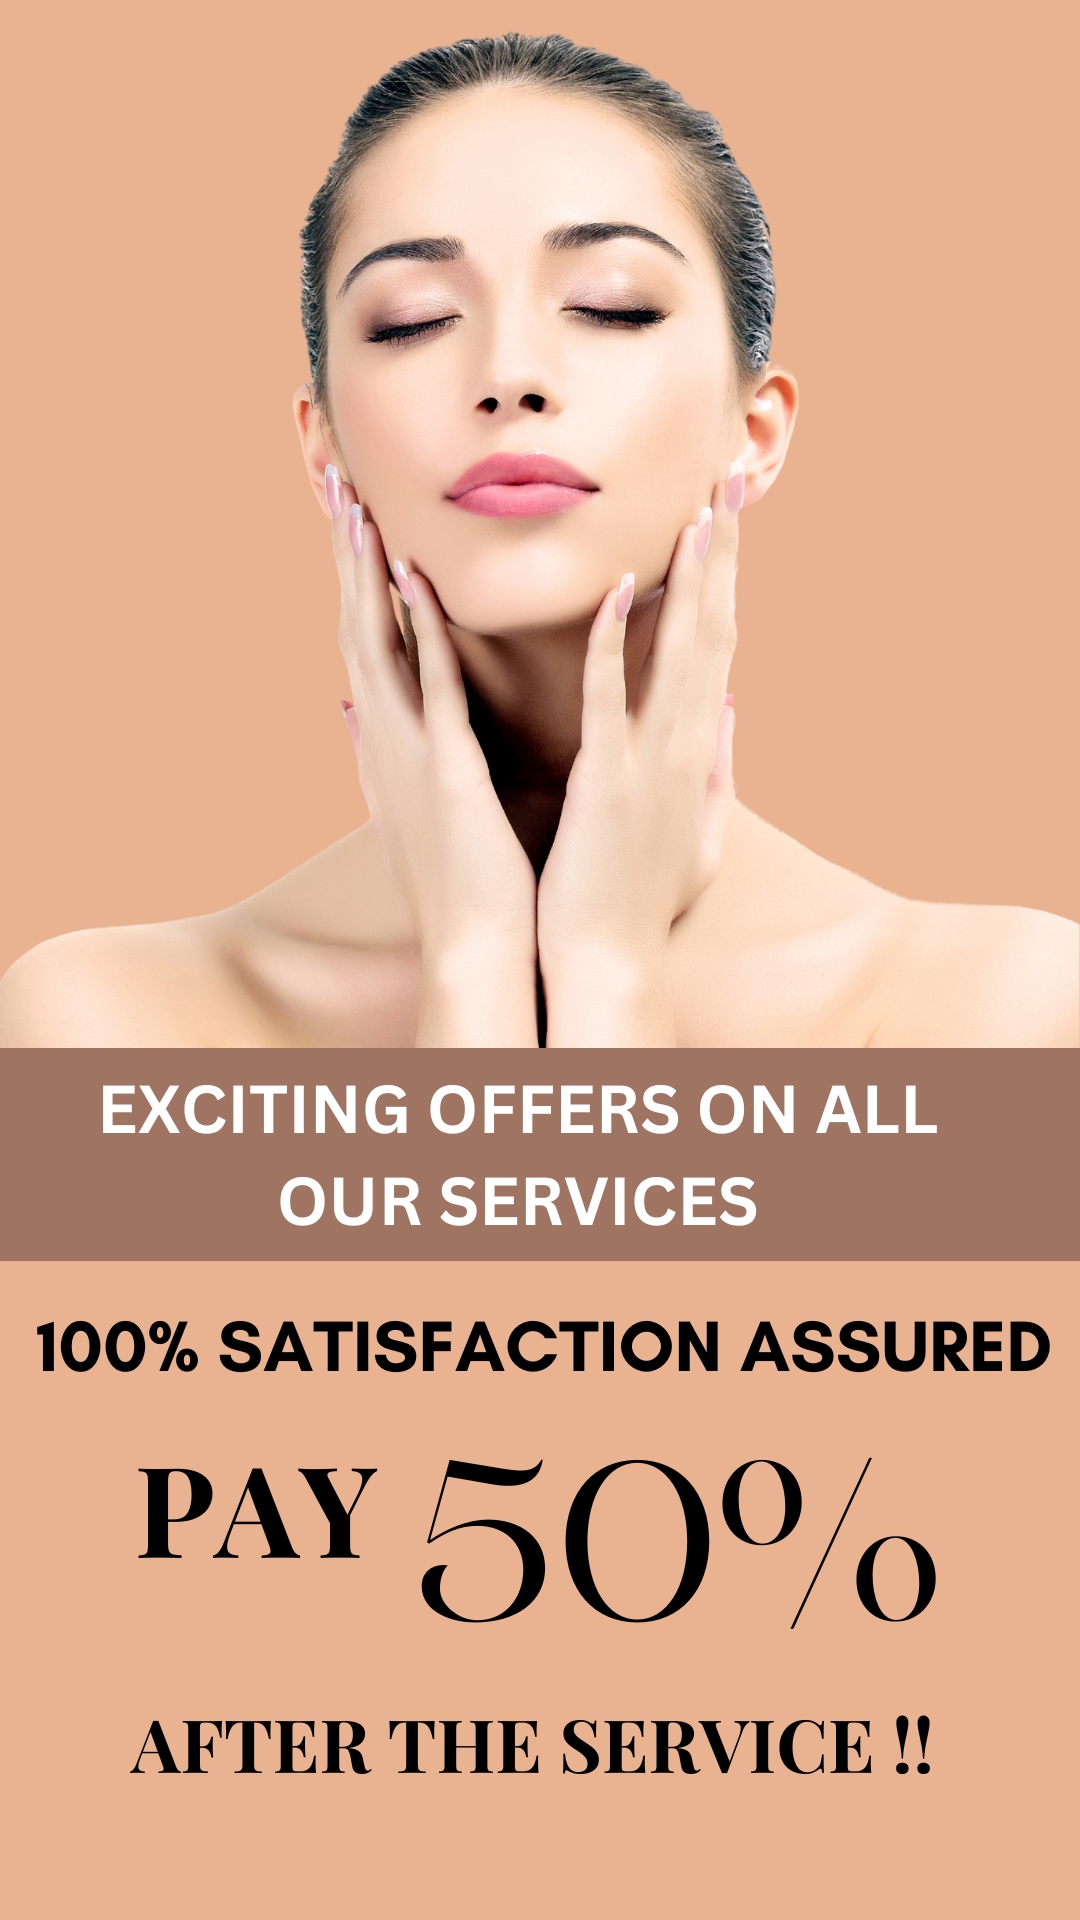 EXCITING OFFERS ON ALL
OUR SERVICES
100% SATISFACTION ASSURED
PAY 50%
AFTER THE SERVICE !!